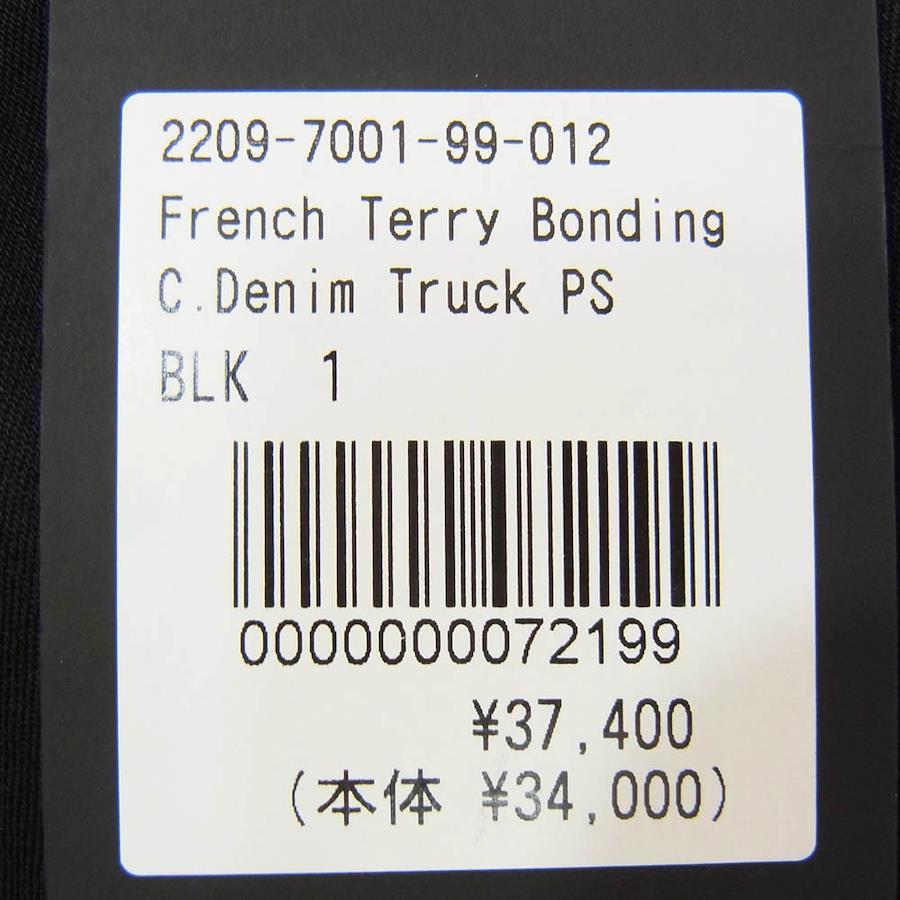 2209-7001-99-012
French Terry Bonding
C.Denim Truck PS
BLK 1
0000000072199
¥37,400
(本体 ¥34,000)